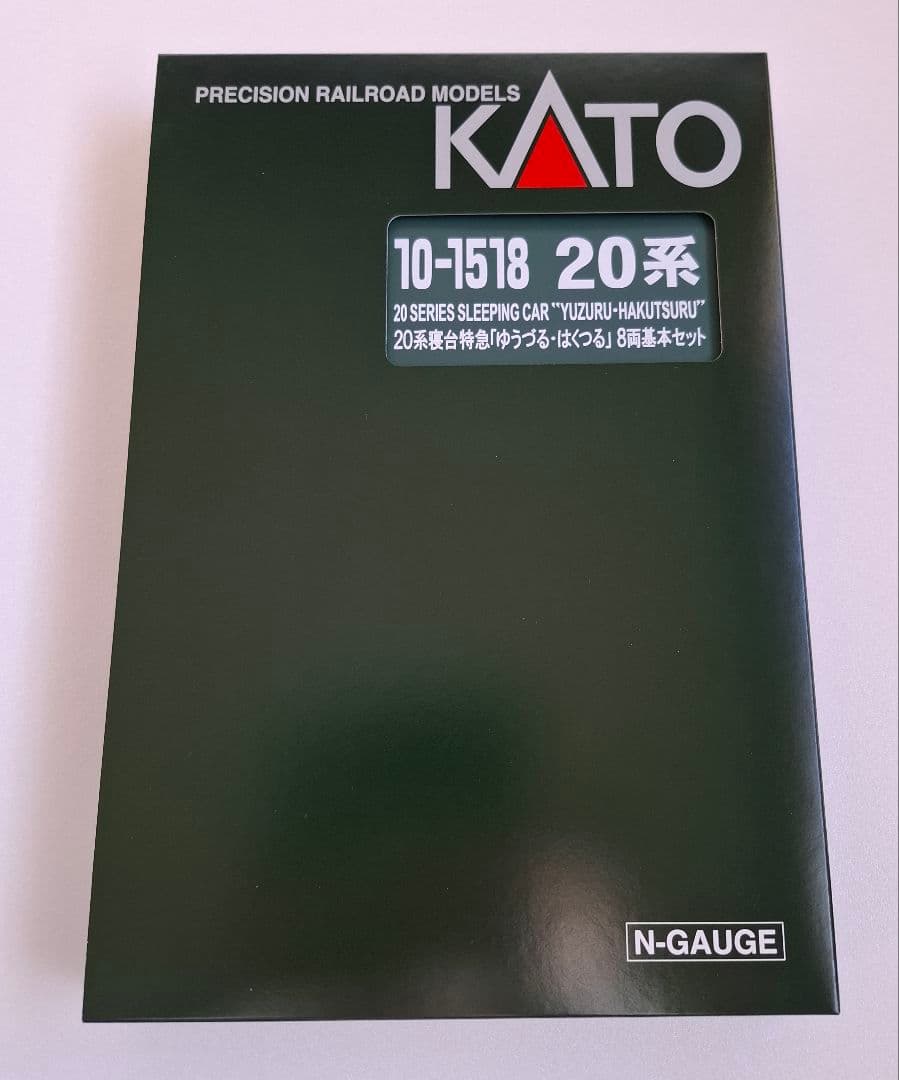 PRECISION RAILROAD MODELS
KATO
10-1518 20系
20 SERIES SLEEPING CAR "YUZURU・HAKUTSURU"
20系寝台特急「ゆうづる・はくつる」 8両基本セット
N-GAUGE